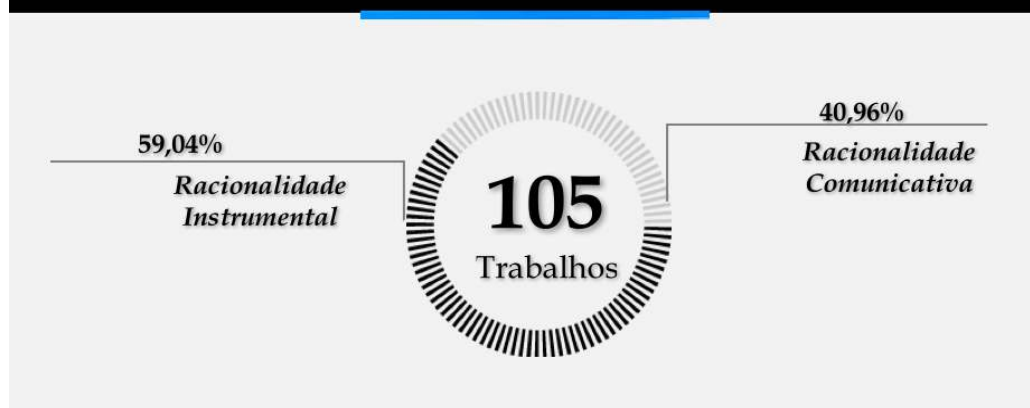 59,04%
Racionalidade
Instrumental
105
Trabalhos
40,96%
Racionalidade
Comunicativa